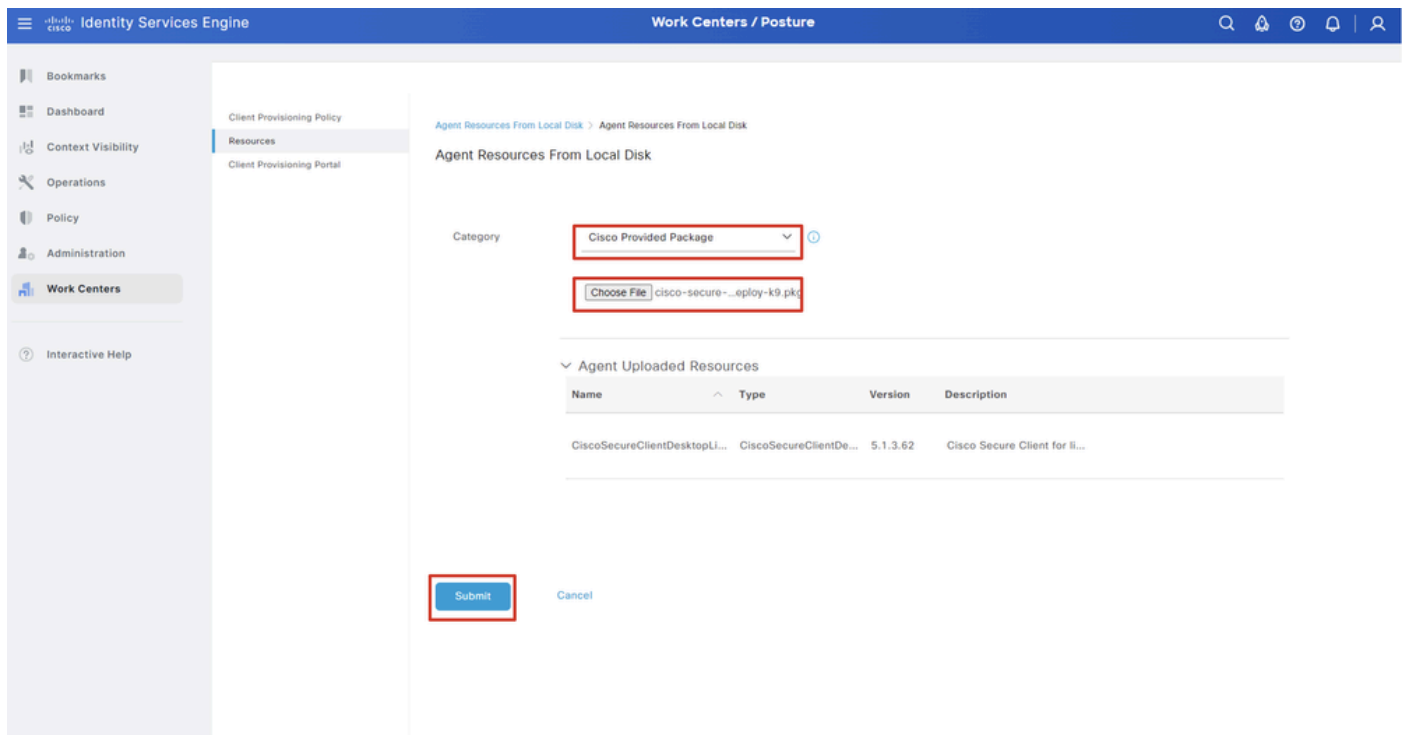 cisco Identity Services Engine
Work Centers / Posture
Bookmarks
Dashboard
Context Visibility
Operations
Policy
Administration
Work Centers
Interactive Help
Client Provisioning Policy
Resources
Client Provisioning Portal
Agent Resources From Local Disk > Agent Resources From Local Disk
Agent Resources From Local Disk
Category
Cisco Provided Package
Choose File cisco-secure-...eploy-k9.pkg
Agent Uploaded Resources
Name Type Version Description
CiscoSecureClientDesktopLi... CiscoSecureClientDe... 5.1.3.62 Cisco Secure Client for li...
Submit Cancel